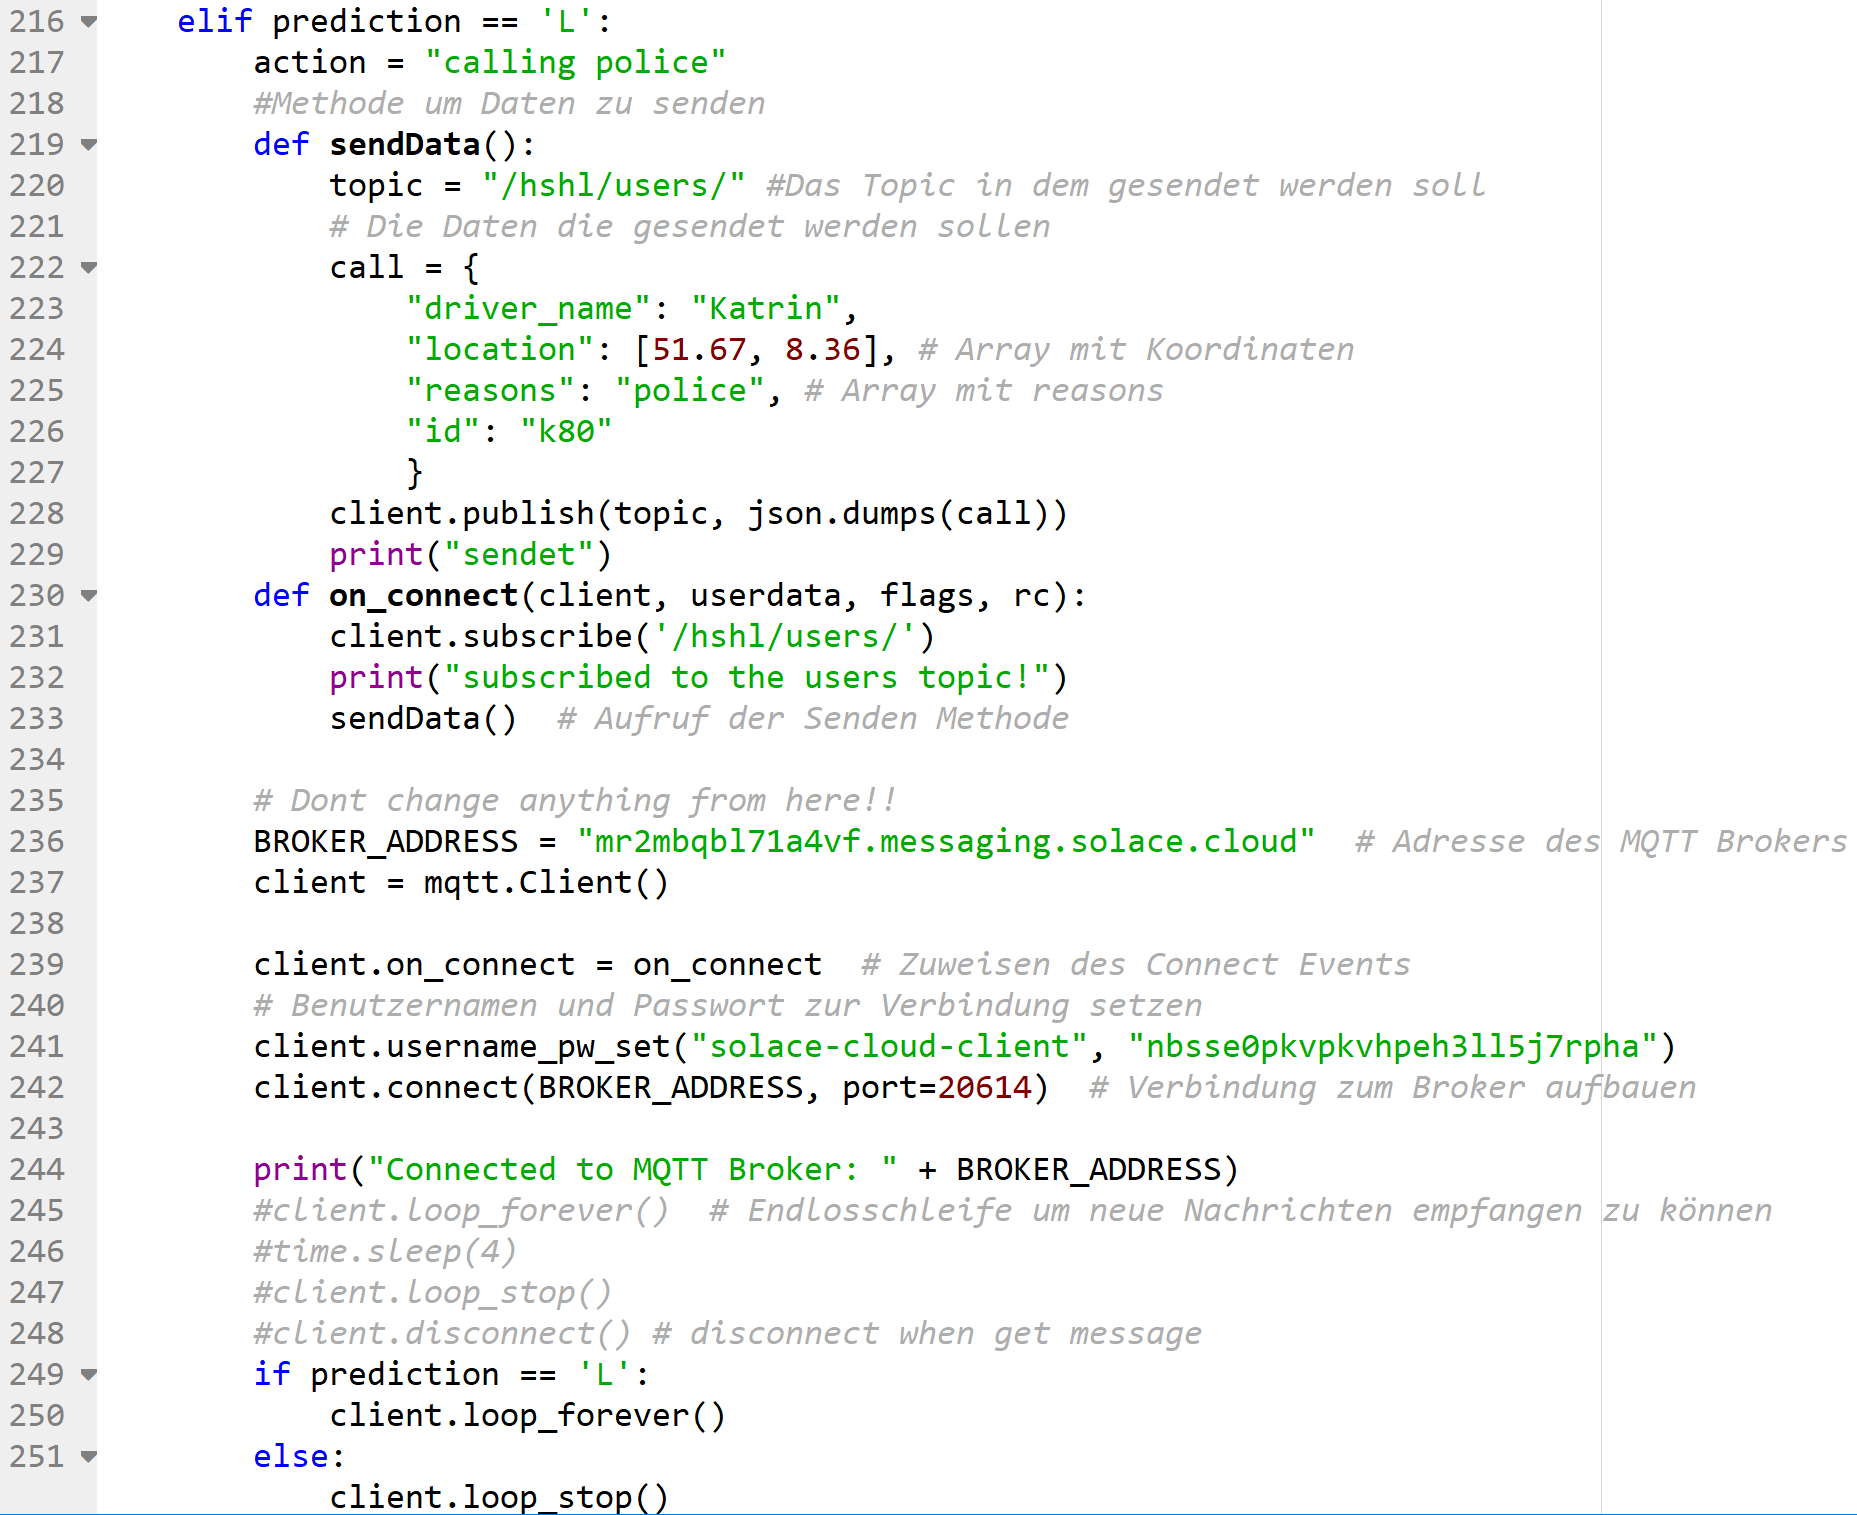 216 elif prediction == 'L':
217 action = "calling police"
218 #Methode um Daten zu senden
219 def sendData():
220 topic = "/hshl/users/" #Das Topic in dem gesendet werden soll
221 # Die Daten die gesendet werden sollen
222 call = {
223 "driver_name": "Katrin",
224 "location": [51.67, 8.36], # Array mit Koordinaten
225 "reasons": "police", # Array mit reasons
226 "id": "k80"
227 }
228 client.publish(topic, json.dumps(call))
229 print("sendet")
230 def on_connect(client, userdata, flags, rc):
231 client.subscribe('/hshl/users/')
232 print("subscribed to the users topic!")
233 sendData()  # Aufruf der Senden Methode
234
235 # Dont change anything from here!!
236 BROKER_ADDRESS = "mr2mbqbl71a4vf.messaging.solace.cloud"  # Adresse des MQTT Brokers
237 client = mqtt.Client()
238
239 client.on_connect = on_connect  # Zuweisen des Connect Events
240 # Benutzernamen und Passwort zur Verbindung setzen
241 client.username_pw_set("solace-cloud-client", "nbsse0pkvpkvhpeh3ll5j7rpha")
242 client.connect(BROKER_ADDRESS, port=20614)  # Verbindung zum Broker aufbauen
243
244 print("Connected to MQTT Broker: " + BROKER_ADDRESS)
245 #client.loop_forever()  # Endlosschleife um neue Nachrichten empfangen zu können
246 #time.sleep(4)
247 #client.loop_stop()
248 #client.disconnect() # disconnect when get message
249 if prediction == 'L':
250 client.loop_forever()
251 else:
client.loop_stop()